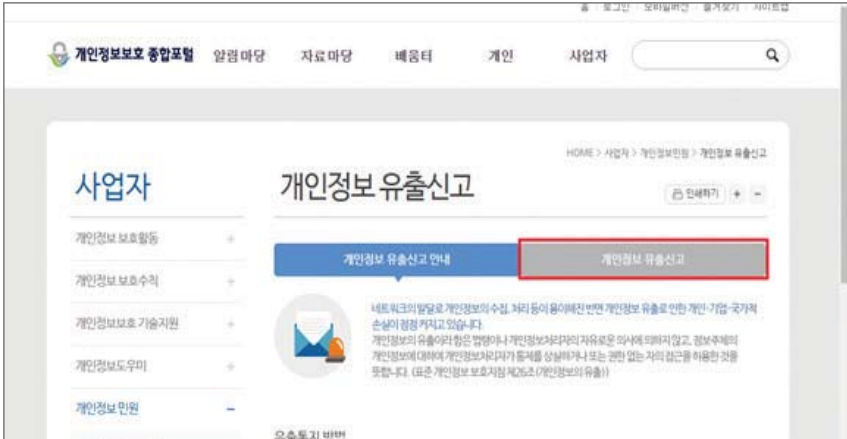 홈 로그인 모바일버전 즐겨찾기 사이트맵
개인정보보호 종합포털 알림마당 자료마당 배움터 개인 사업자
HOME > 사업자 > 개인정보민원 > 개인정보 유출신고
사업자
개인정보 유출신고
인쇄하기 + -
개인정보 보호활동 +
개인정보 보호수칙 +
개인정보보호 기술지원 +
개인정보도우미 +
개인정보 민원 -
개인정보 유출신고 안내
개인정보 유출신고
네트워크의 발달로 개인정보의 수집, 처리 등이 용이해진 반면 개인정보 유출로 인한 개인·기업·국가적
손실이 점점 커지고 있습니다.
개인정보의 유출이라 함은 법령이나 개인정보처리자의 자유로운 의사에 의하지 않고, 정보주체의
개인정보에 대하여 개인정보처리자가 통제를 상실하거나 또는 권한 없는 자의 접근을 허용한 것을
뜻합니다. (표준 개인정보 보호지침 제26조(개인정보의 유출))
유출통지 방법